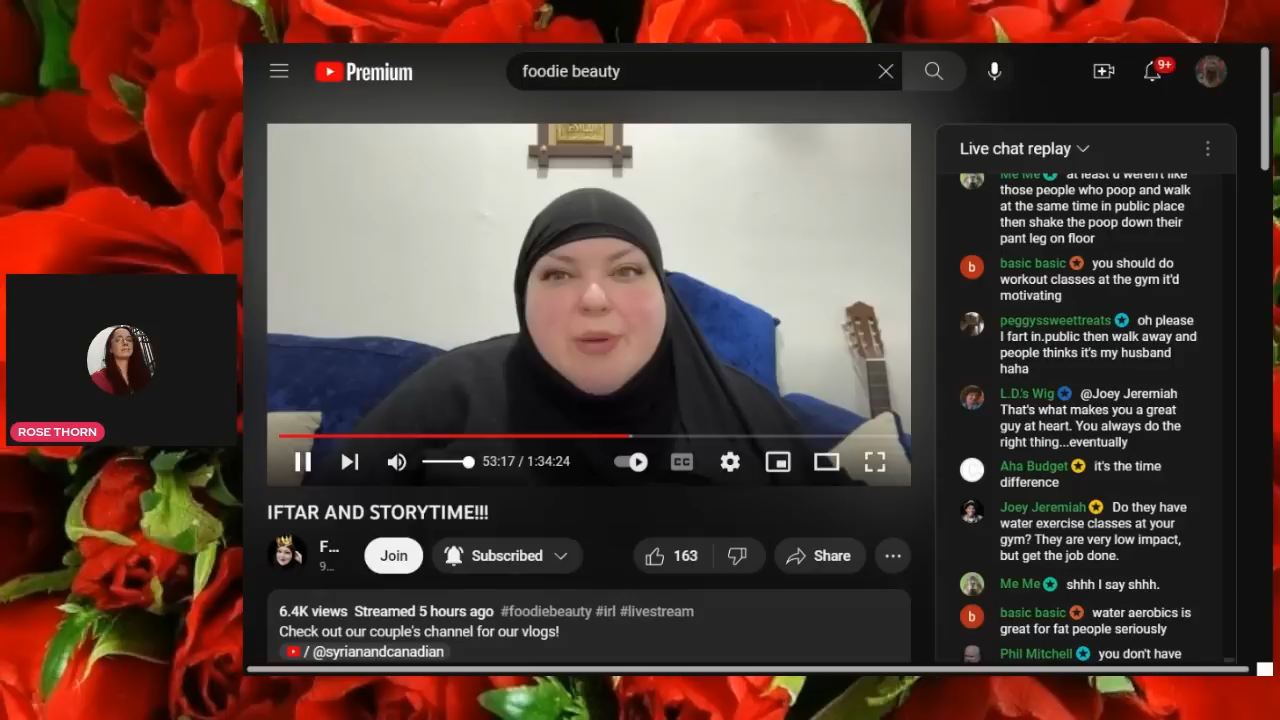 Premium
foodie beauty
9+
Live chat replay
Me Me at least u weren't like
those people who poop and walk
at the same time in public place
then shake the poop down their
pant leg on floor
b
basic basic you should do
workout classes at the gym it'd
motivating
peggyssweettreats oh please
I fart in.public then walk away and
people thinks it's my husband
haha
L.D.'s Wig @Joey Jeremiah
That's what makes you a great
guy at heart. You always do the
right thing...eventually
Aha Budget it's the time
difference
Joey Jeremiah Do they have
water exercise classes at your
gym? They are very low impact,
but get the job done.
Me Me shhh I say shhh.
b
basic basic water aerobics is
great for fat people seriously
Phil Mitchell you don't have
ROSE THORN
53:17 / 1:34:24
CC
IFTAR AND STORYTIME!!!
F...
9...
Join
Subscribed
163
Share
6.4K views Streamed 5 hours ago #foodiebeauty #irl #livestream
Check out our couple's channel for our vlogs!
/ @syrianandcanadian